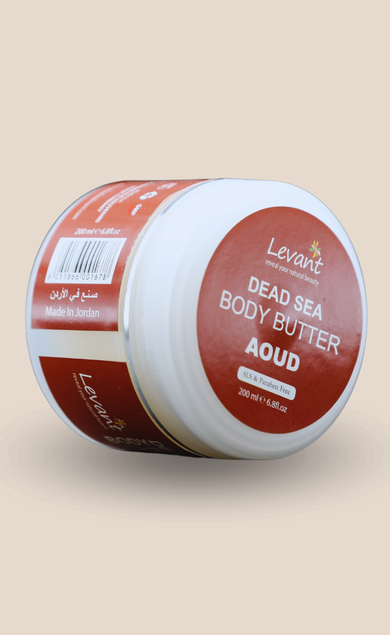 Levant
reveal your natural beauty
DEAD SEA
BODY BUTTER
AOUD
SLS & Paraben Free
200 ml ℮ 6.8fl.oz
200 ml ℮ 6.8fl.oz
صنع في الأردن
Made In Jordan
Levant
BODY